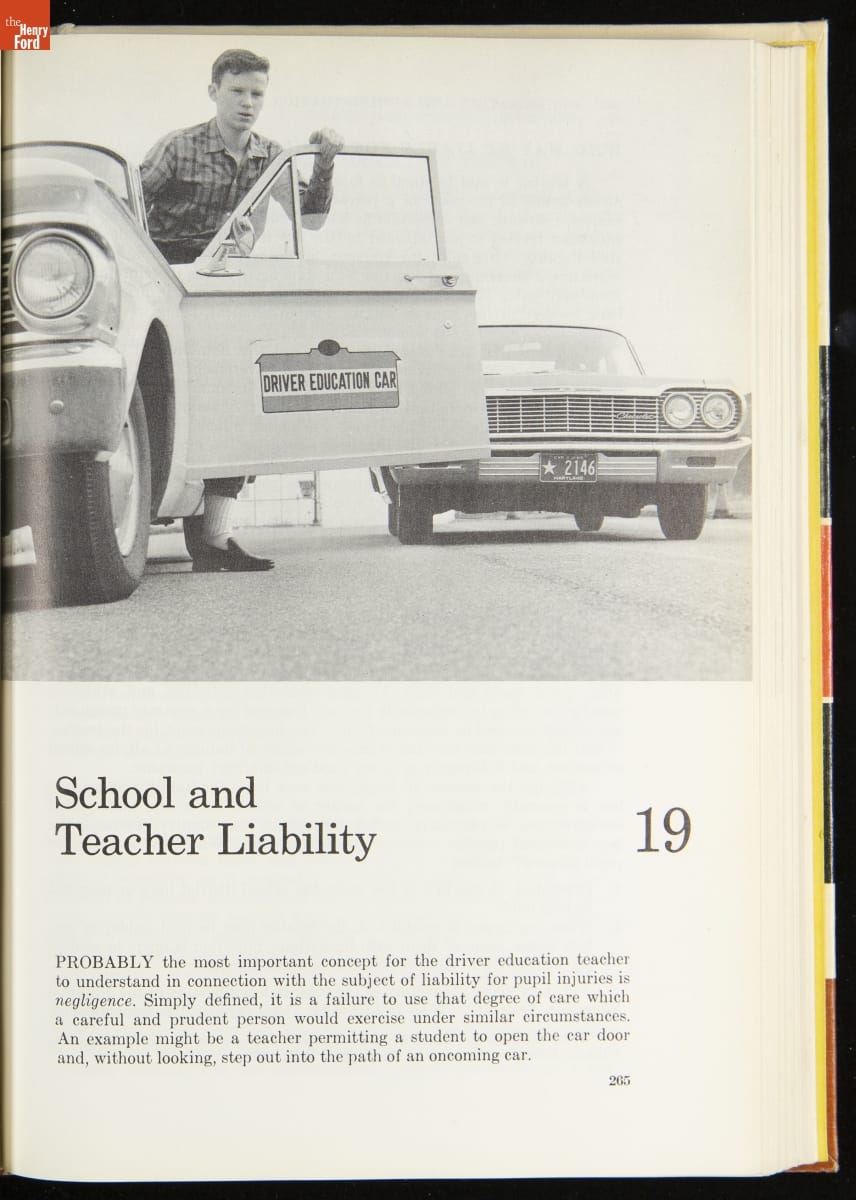 the
Henry
Ford
DRIVER EDUCATION CAR
Chevrolet
2146
MARYLAND
School and
Teacher Liability
19
PROBABLY the most important concept for the driver education teacher
to understand in connection with the subject of liability for pupil injuries is
negligence. Simply defined, it is a failure to use that degree of care which
a careful and prudent person would exercise under similar circumstances.
An example might be a teacher permitting a student to open the car door
and, without looking, step out into the path of an oncoming car.
265